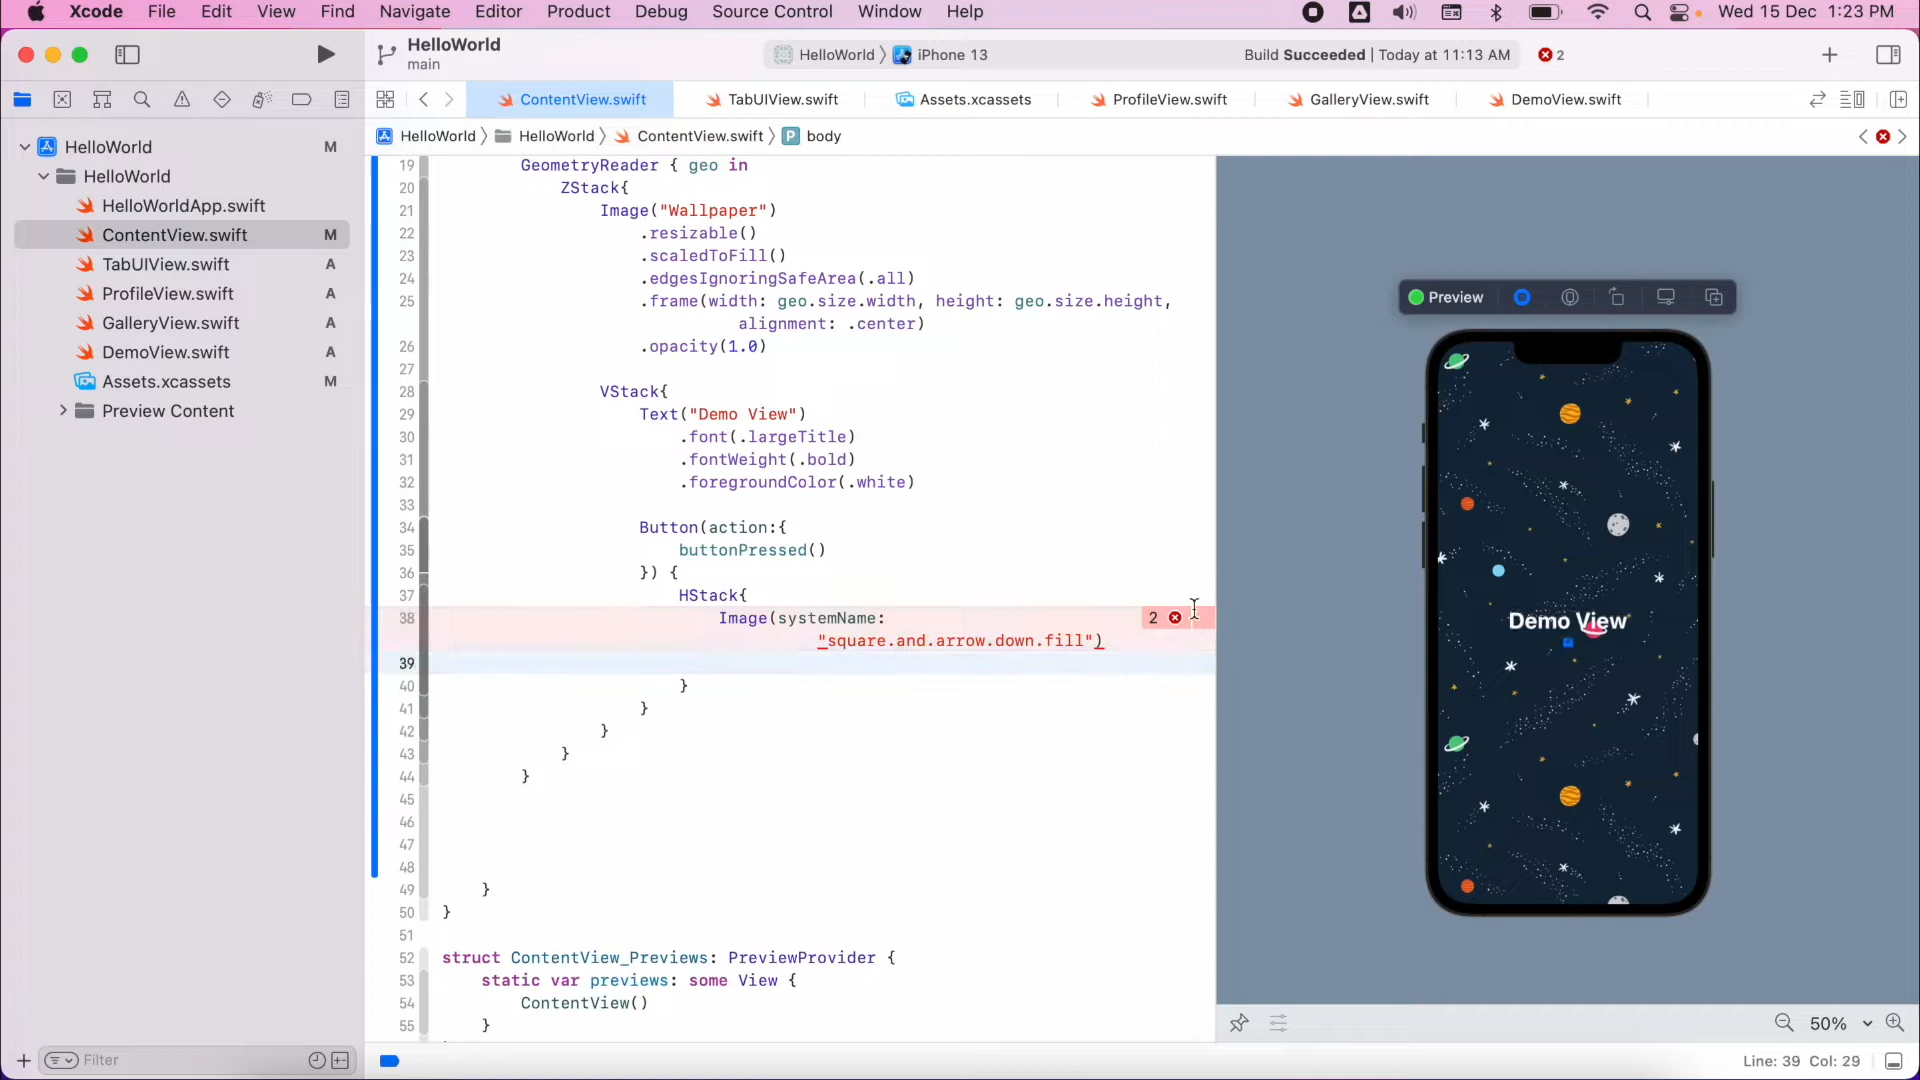 Xcode File Edit View Find Navigate Editor Product Debug Source Control Window Help Wed 15 Dec 1:23 PM
HelloWorld
main
HelloWorld 〉 iPhone 13
Build Succeeded | Today at 11:13 AM
2
ContentView.swift TabUIView.swift Assets.xcassets ProfileView.swift GalleryView.swift DemoView.swift
HelloWorld 〉 HelloWorld 〉 ContentView.swift 〉 P body
HelloWorld M
HelloWorld
HelloWorldApp.swift
ContentView.swift M
TabUIView.swift A
ProfileView.swift A
GalleryView.swift A
DemoView.swift A
Assets.xcassets M
Preview Content
Filter
19 GeometryReader { geo in
20 ZStack{
21 Image("Wallpaper")
22 .resizable()
23 .scaledToFill()
24 .edgesIgnoringSafeArea(.all)
25 .frame(width: geo.size.width, height: geo.size.height,
alignment: .center)
26 .opacity(1.0)
27
28 VStack{
29 Text("Demo View")
30 .font(.largeTitle)
31 .fontWeight(.bold)
32 .foregroundColor(.white)
33
34 Button(action:{
35 buttonPressed()
36 }) {
37 HStack{
38 Image(systemName: 2
"square.and.arrow.down.fill")
39
40 }
41 }
42 }
43 }
44 }
45
46
47
48
49 }
50 }
51
52 struct ContentView_Previews: PreviewProvider {
53 static var previews: some View {
54 ContentView()
55 }
Preview
Demo View
50%
Line: 39 Col: 29